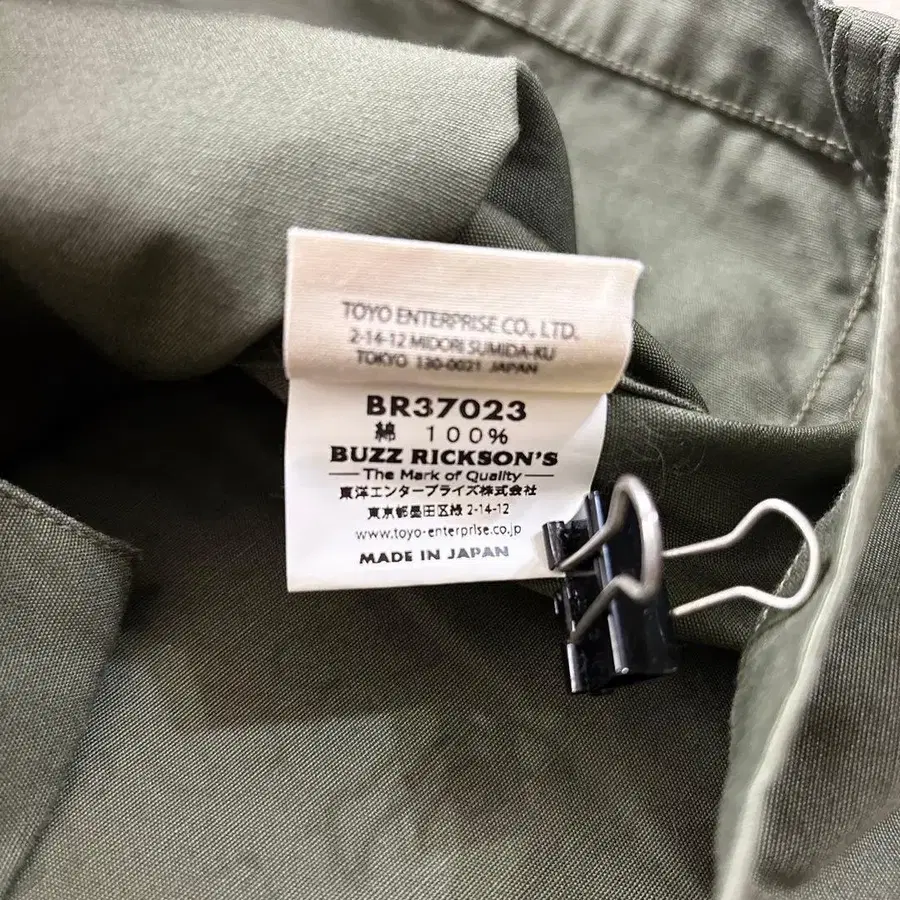 TOYO ENTERPRISE CO., LTD.
2-14-12 MIDORI SUMIDA-KU
TOKYO 130-0021 JAPAN
BR37023
綿 100%
BUZZ RICKSON'S
The Mark of Quality
東洋エンタープライズ株式会社
東京都墨田区緑2-14-12
www.toyo-enterprise.co.jp
MADE IN JAPAN